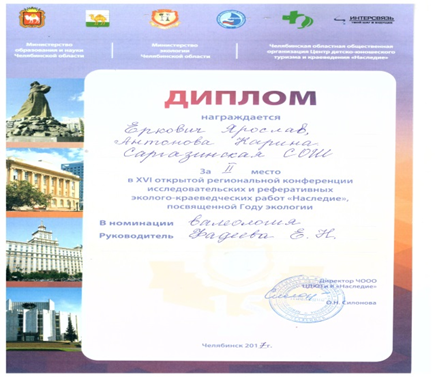 ИНТЕРСВЯЗЬ
Министерство
образования и науки
Челябинской области
Министерство
экологии
Челябинской области
Челябинская областная общественная
организация Центр детско-юношеского
туризма и краеведения «Наследие»
ДИПЛОМ
награждается
Еркович Ярослав,
Антонова Карина
Саргазинская СОШ
За II место
в XVI открытой региональной конференции
исследовательских и реферативных
эколого-краеведческих работ «Наследие»,
посвященной Году экологии
В номинации валеология
Руководитель Фадеева Е. Н.
Директор ЧООО
ЦДЮТиК «Наследие»
О.Н. Силонова
Челябинск 2017 г.